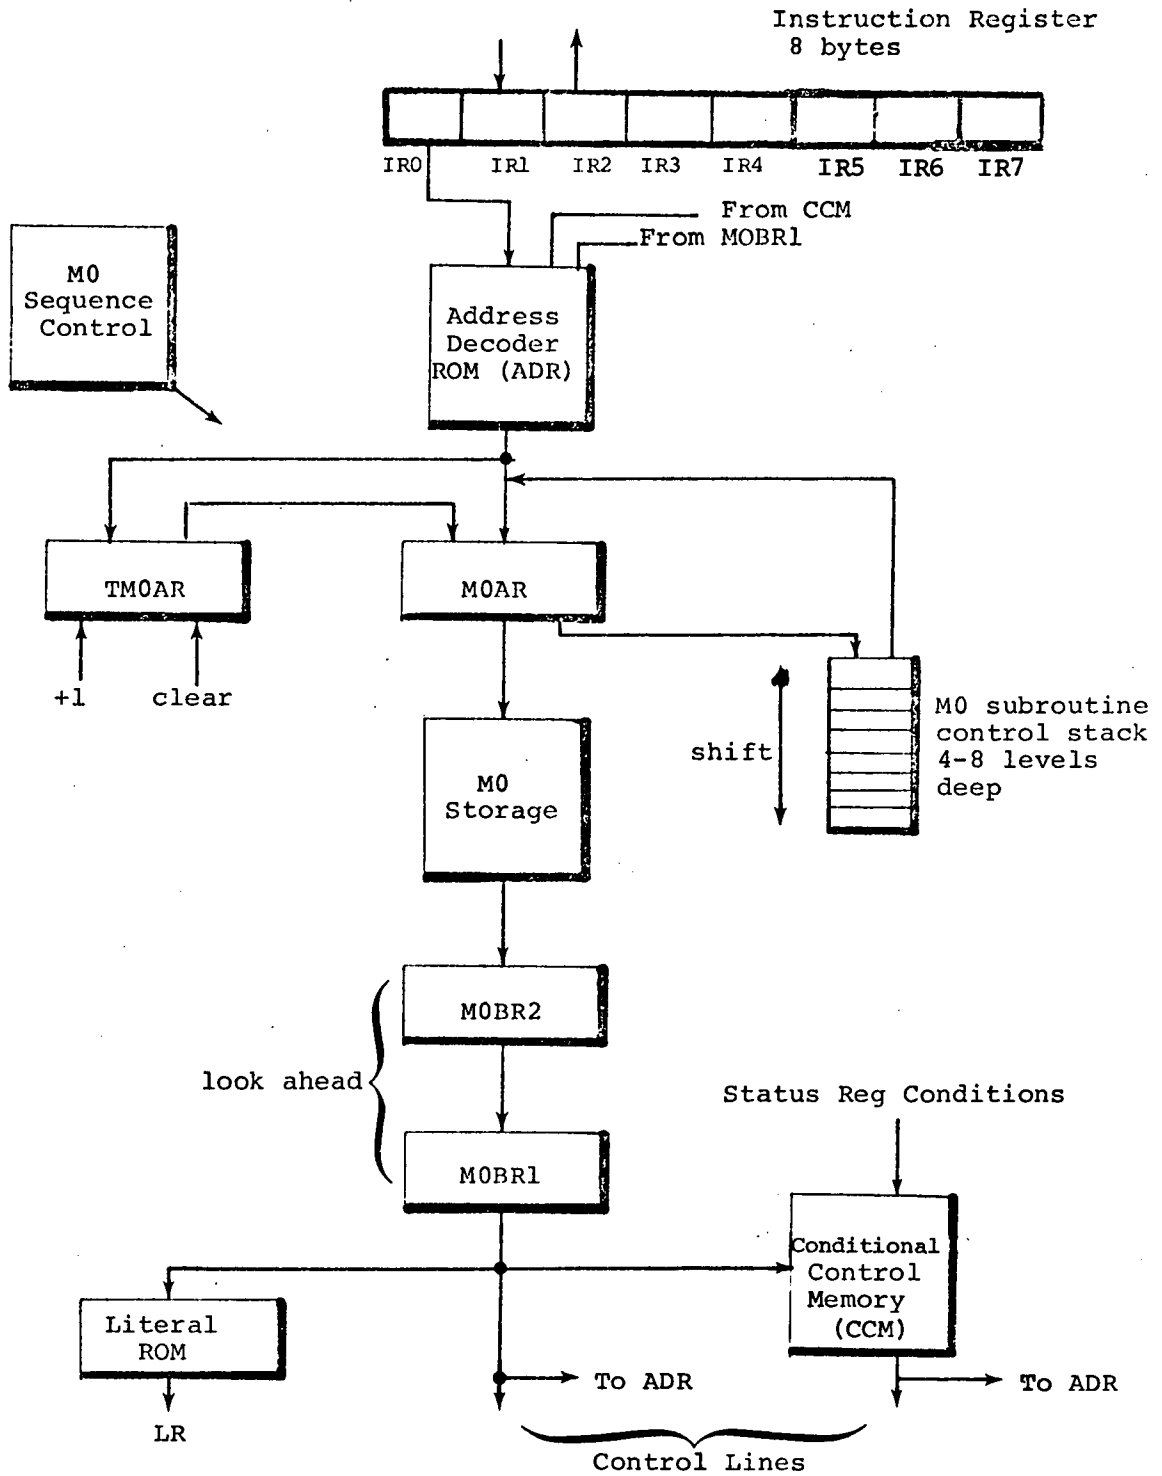 Instruction Register
8 bytes
IR0 IR1 IR2 IR3 IR4 IR5 IR6 IR7
From CCM
From MOBR1
M0
Sequence
Control
Address
Decoder
ROM (ADR)
TM0AR
M0AR
+1
clear
M0 subroutine
control stack
4-8 levels
deep
shift
M0
Storage
M0BR2
look ahead
Status Reg Conditions
M0BR1
Conditional
Control
Memory
(CCM)
Literal
ROM
To ADR
To ADR
LR
Control Lines